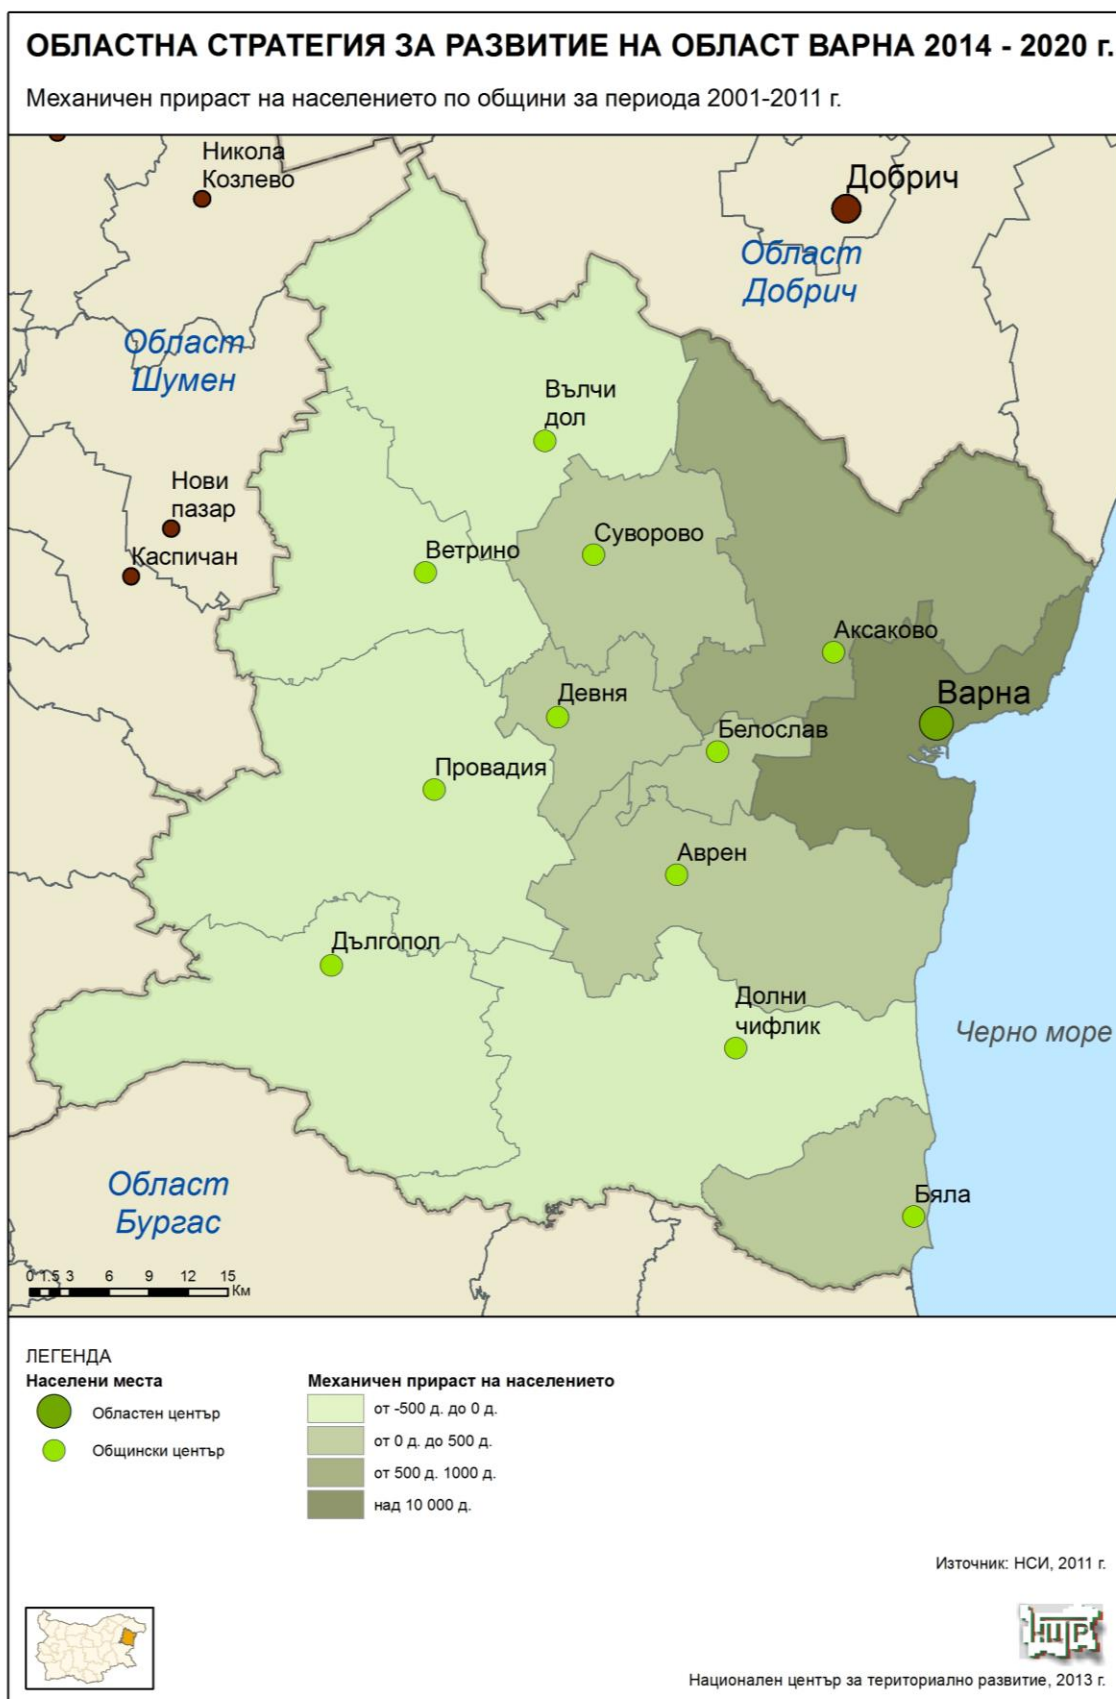 ОБЛАСТНА СТРАТЕГИЯ ЗА РАЗВИТИЕ НА ОБЛАСТ ВАРНА 2014 - 2020 г.
Механичен прираст на населението по общини за периода 2001-2011 г.
Никола
Козлево
Добрич
Област
Добрич
Област
Шумен
Вълчи
дол
Нови
пазар
Каспичан
Суворово
Ветрино
Аксаково
Варна
Девня
Белослав
Провадия
Аврен
Дългопол
Долни
чифлик
Черно море
Област
Бургас
Бяла
0 1.5 3 6 9 12 15
Км
ЛЕГЕНДА
Населени места
Областен център
Общински център
Механичен прираст на населението
от -500 д. до 0 д.
от 0 д. до 500 д.
от 500 д. 1000 д.
над 10 000 д.
Източник: НСИ, 2011 г.
НЦТР
Национален център за териториално развитие, 2013 г.